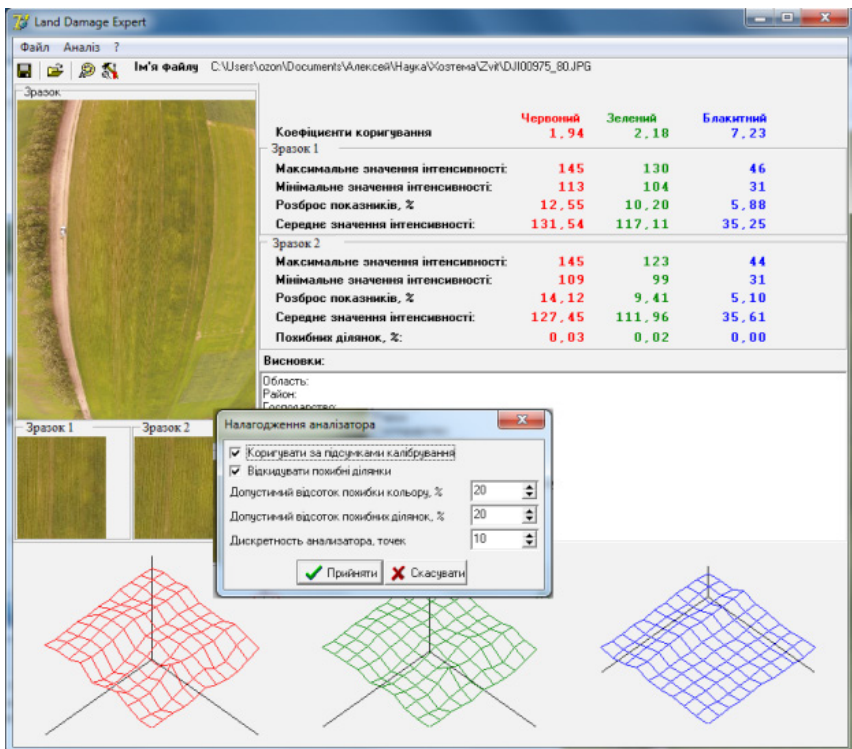 Land Damage Expert
Файл Аналіз ?
Ім'я файлу C:\Users\ozon\Documents\Алексей\Наука\Хозтема\Zvit\DJI00975_80.JPG
Зразок
Червоний Зелений Блакитний
Коефіциенти коригування 1,94 2,18 7,23
Зразок 1
Максимальне значення інтенсивності: 145 130 46
Мінімальне значення інтенсивності: 113 104 31
Розброс показників, % 12,55 10,20 5,88
Середнє значення інтенсивності: 131,54 117,11 35,25
Зразок 2
Максимальне значення інтенсивності: 145 123 44
Мінімальне значення інтенсивності: 109 99 31
Розброс показників, % 14,12 9,41 5,10
Середнє значення інтенсивності: 127,45 111,96 35,61
Похибних ділянок, %: 0,03 0,02 0,00
Висновки:
Область:
Район:
Господарство:
Зразок 1 Зразок 2
Налагодження аналізатора
Коригувати за підсумками калібрування
Відкидувати похибні ділянки
Допустимий відсоток похибки кольору, % 20
Допустимий відсоток похибних ділянок, % 20
Дискретность анализатора, точек 10
Прийняти Скасувати